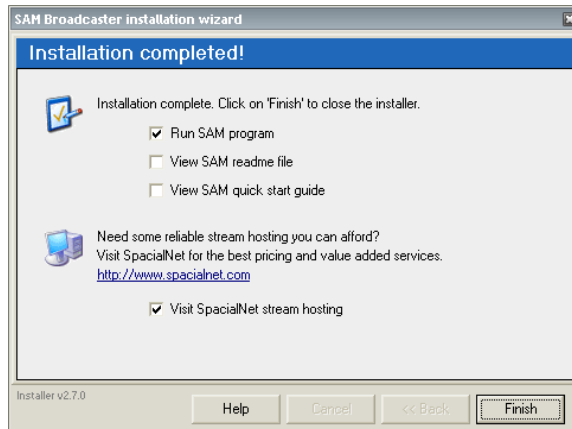 SAM Broadcaster installation wizard
Installation completed!
Installation complete. Click on 'Finish' to close the installer.
Run SAM program
View SAM readme file
View SAM quick start guide
Need some reliable stream hosting you can afford?
Visit SpacialNet for the best pricing and value added services.
http://www.spacialnet.com
Visit SpacialNet stream hosting
Installer v2.7.0
Help
Cancel
<< Back
Finish